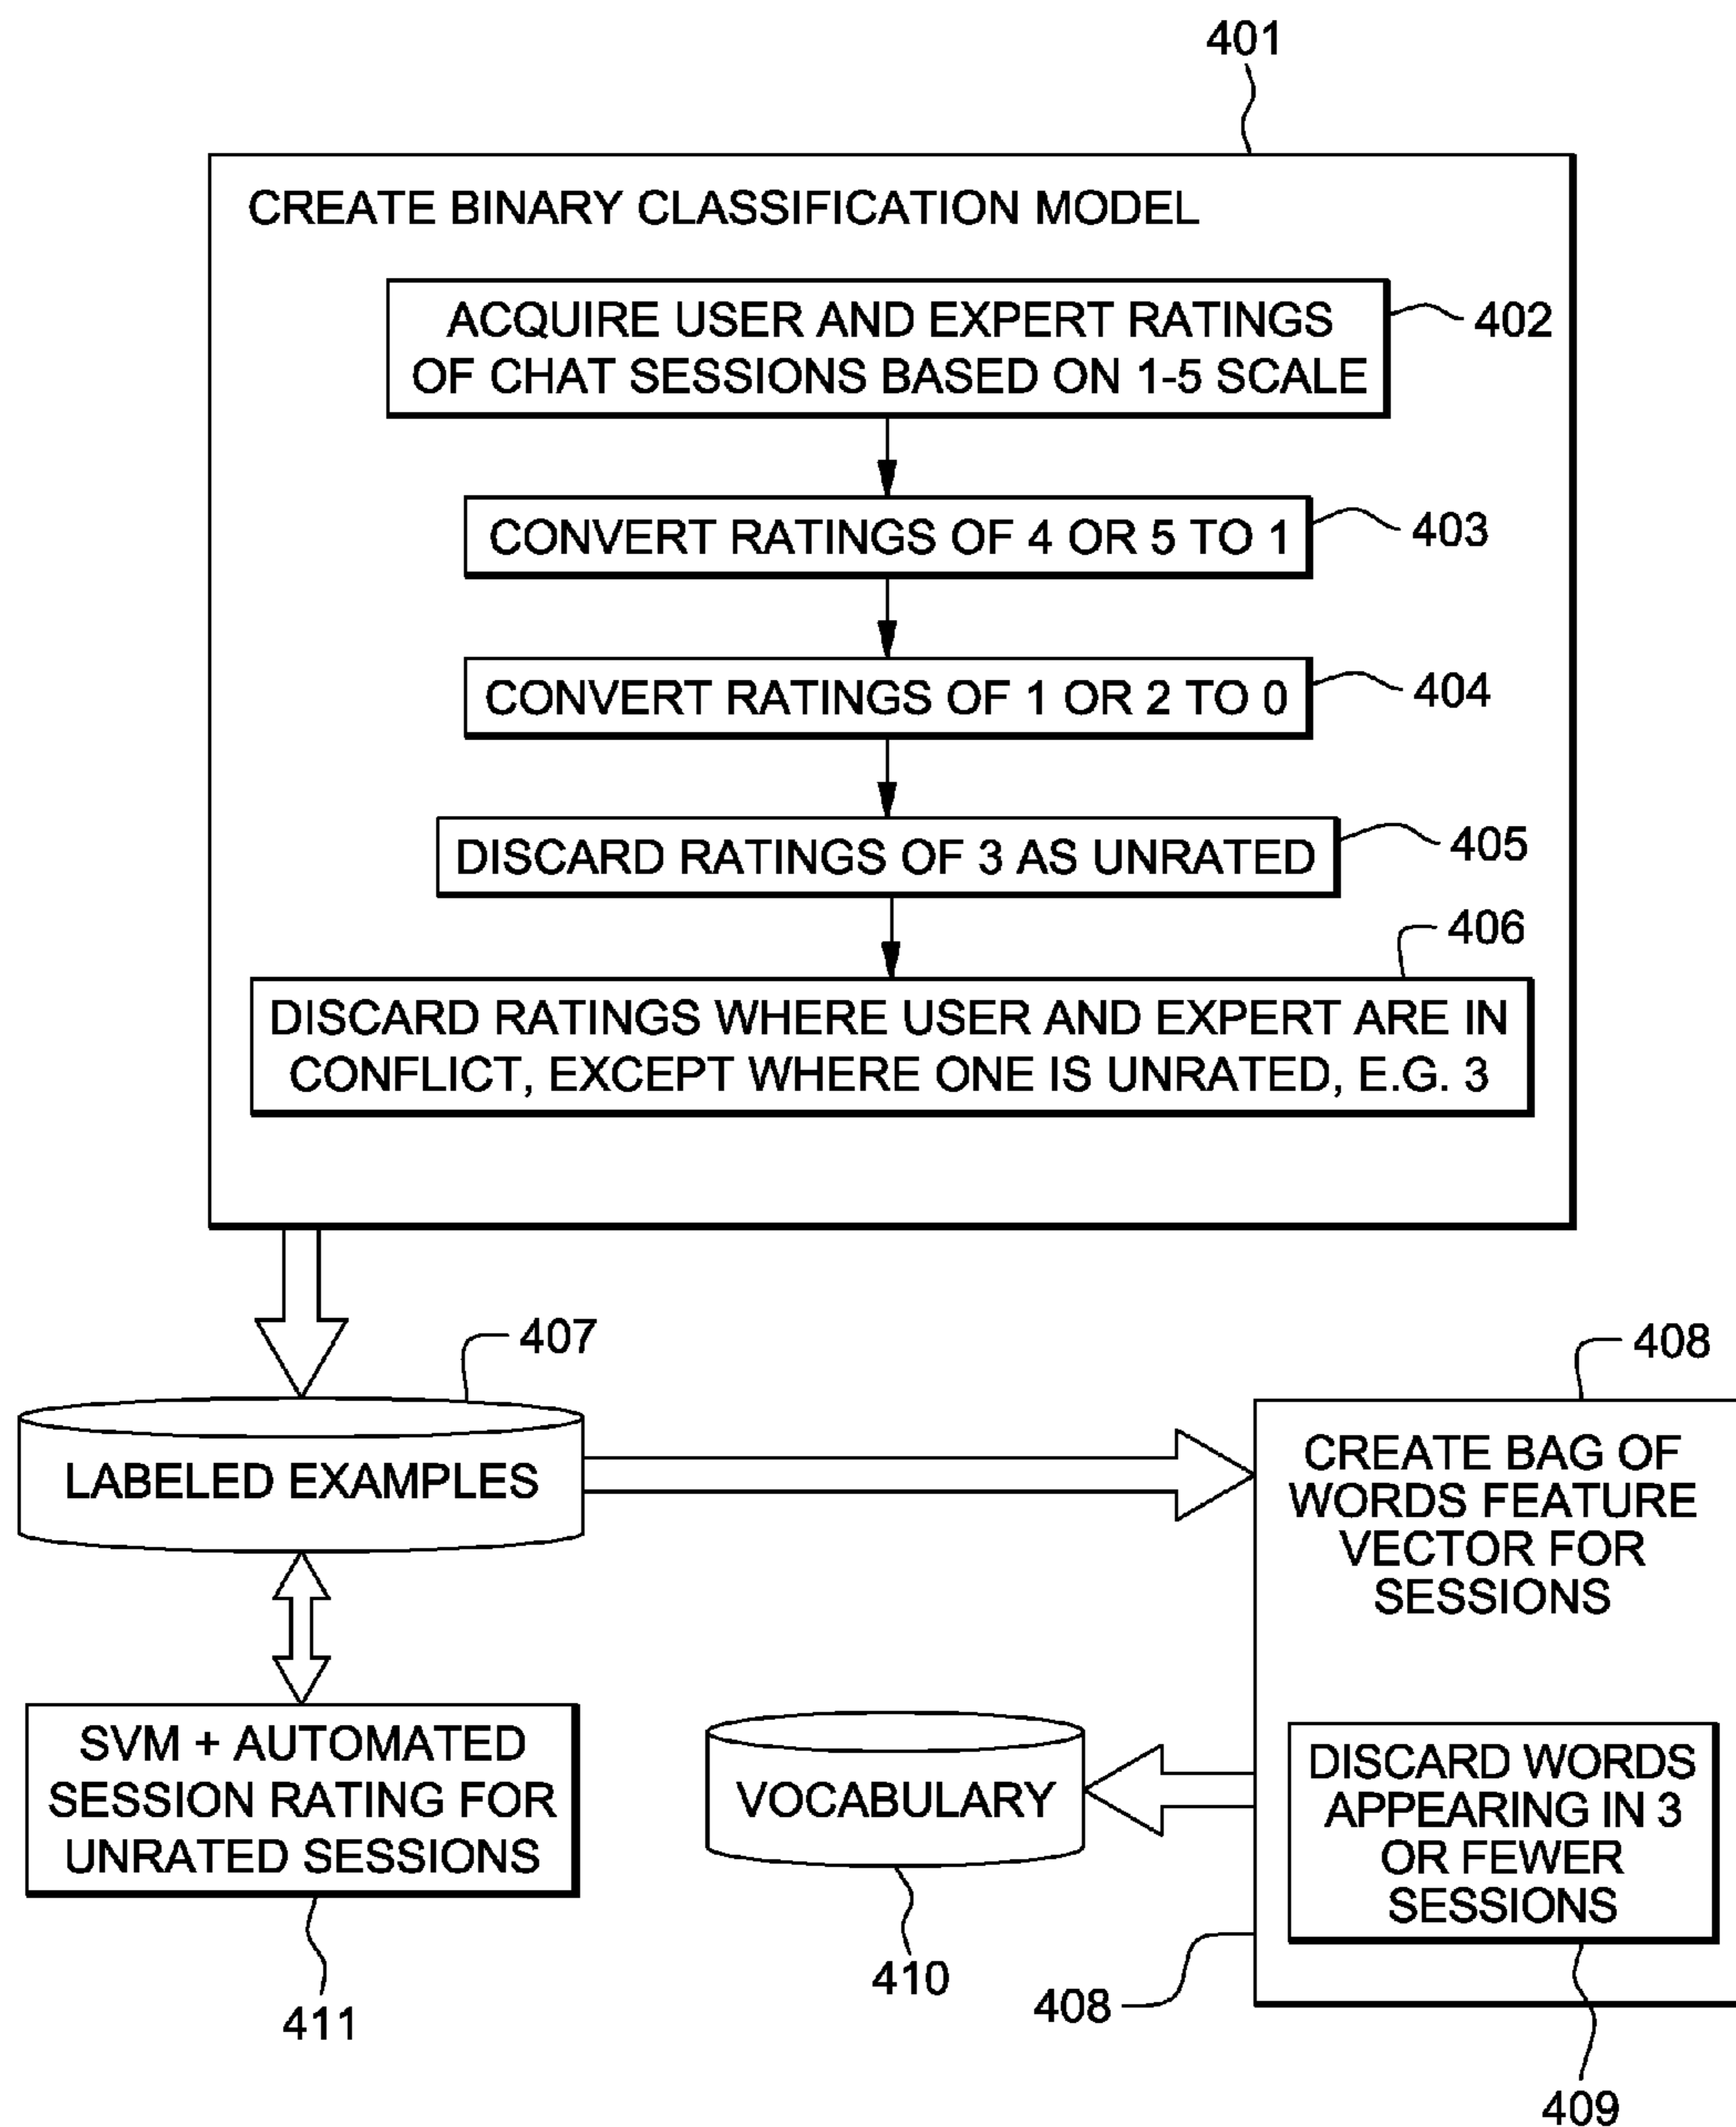 401
CREATE BINARY CLASSIFICATION MODEL
ACQUIRE USER AND EXPERT RATINGS
OF CHAT SESSIONS BASED ON 1-5 SCALE
402
CONVERT RATINGS OF 4 OR 5 TO 1
403
CONVERT RATINGS OF 1 OR 2 TO 0
404
DISCARD RATINGS OF 3 AS UNRATED
405
406
DISCARD RATINGS WHERE USER AND EXPERT ARE IN
CONFLICT, EXCEPT WHERE ONE IS UNRATED, E.G. 3
407
LABELED EXAMPLES
408
CREATE BAG OF
WORDS FEATURE
VECTOR FOR
SESSIONS
SVM + AUTOMATED
SESSION RATING FOR
UNRATED SESSIONS
411
VOCABULARY
410
DISCARD WORDS
APPEARING IN 3
OR FEWER
SESSIONS
408
409